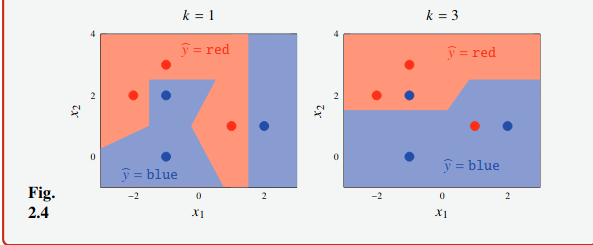 k = 1
ŷ = red
ŷ = blue
4
2
0
−2
0
2
x₂
x₁
k = 3
ŷ = red
ŷ = blue
4
2
0
−2
0
2
x₂
x₁
Fig.
2.4